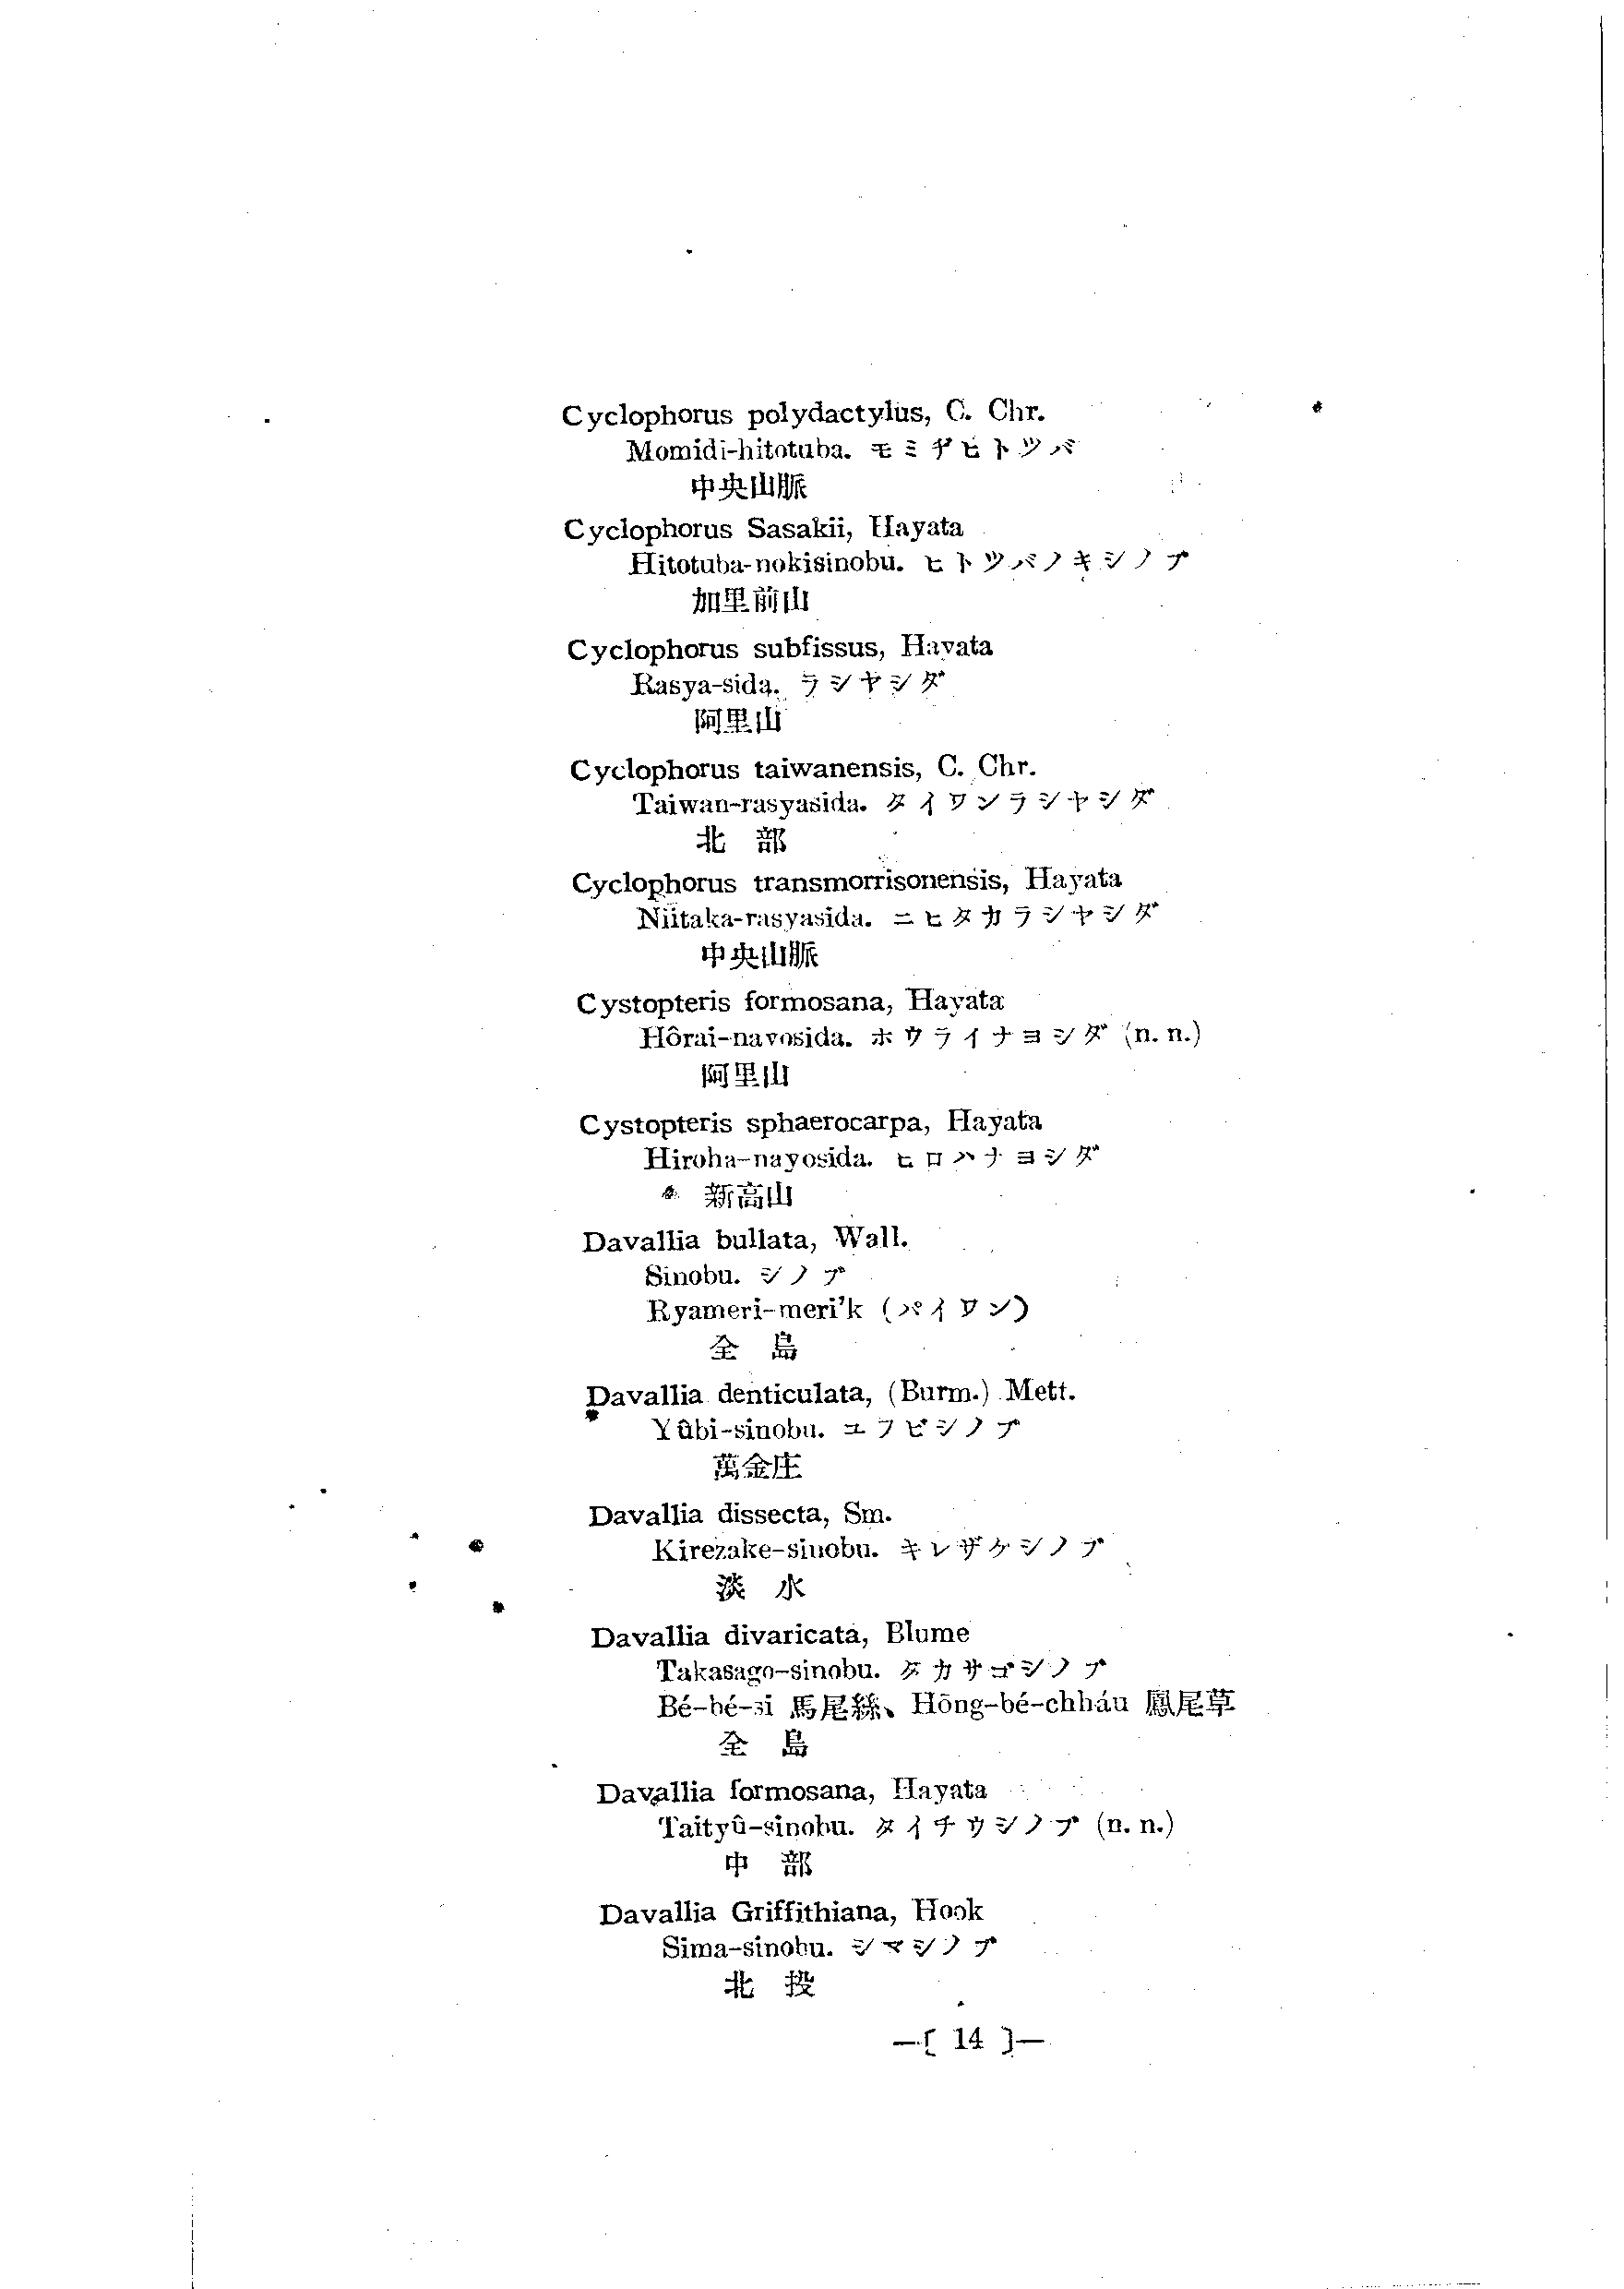 Cyclophorus polydactylus, C. Chr.
Momidi-hitotuba. モミヂヒトツバ
中央山脈
Cyclophorus Sasakii, Hayata
Hitotuba-nokisinobu. ヒトツバノキシノブ
加里前山
Cyclophorus subfissus, Hayata
Rasya-sida. ラシヤシダ
阿里山
Cyclophorus taiwanensis, C. Chr.
Taiwan-rasyasida. タイワンラシヤシダ
北 部
Cyclophorus transmorrisonensis, Hayata
Niitaka-rasyasida. ニヒタカラシヤシダ
中央山脈
Cystopteris formosana, Hayata
Hôrai-nayosida. ホウライナヨシダ (n. n.)
阿里山
Cystopteris sphaerocarpa, Hayata
Hiroha-nayosida. ヒロハナヨシダ
新高山
Davallia bullata, Wall.
Sinobu. シノブ
Ryameri-meri'k (パイワン)
全 島
Davallia denticulata, (Burm.) Mett.
Yûbi-sinobu. ユフビシノブ
萬金庄
Davallia dissecta, Sm.
Kirezake-sinobu. キレザケシノブ
淡 水
Davallia divaricata, Blume
Takasago-sinobu. タカサゴシノブ
Bé-bé-si 馬尾絲、Hōng-bé-chháu 鳳尾草
全 島
Davallia formosana, Hayata
Taityû-sinobu. タイチウシノブ (n. n.)
中 部
Davallia Griffithiana, Hook
Sima-sinobu. シマシノブ
北 投
—[ 14 ]—